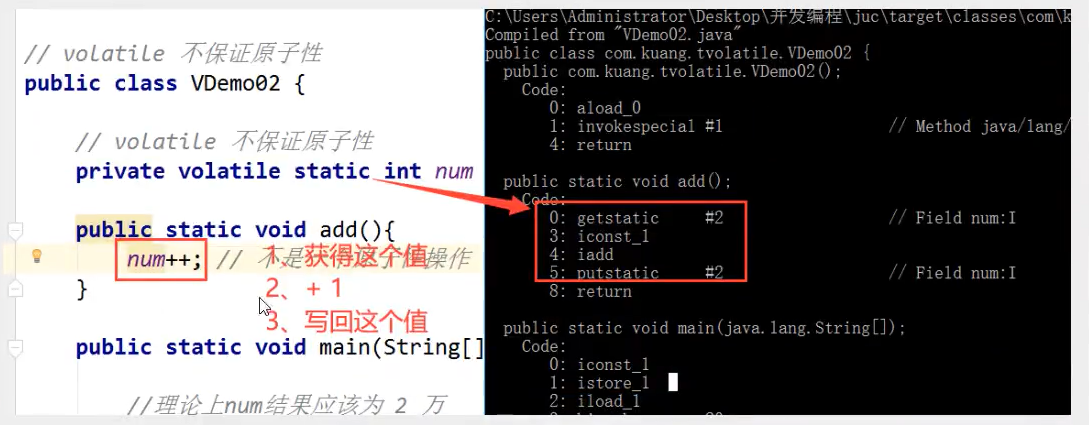 // volatile 不保证原子性
public class VDemo02 {
// volatile 不保证原子性
private volatile static int num
public static void add(){
num++; // 不是 操作
1、获得这个值
2、+ 1
}
3、写回这个值
public static void main(String[]
//理论上num结果应该为 2 万
C:\Users\Administrator\Desktop\并发编程\juc\target\classes\com\k
Compiled from "VDemo02.java"
public class com.kuang.tvolatile.VDemo02 {
public com.kuang.tvolatile.VDemo02();
Code:
0: aload_0
1: invokespecial #1 // Method java/lang/
4: return
public static void add();
Code:
0: getstatic #2 // Field num:I
3: iconst_1
4: iadd
5: putstatic #2 // Field num:I
8: return
public static void main(java.lang.String[]);
Code:
0: iconst_1
1: istore_1
2: iload_1